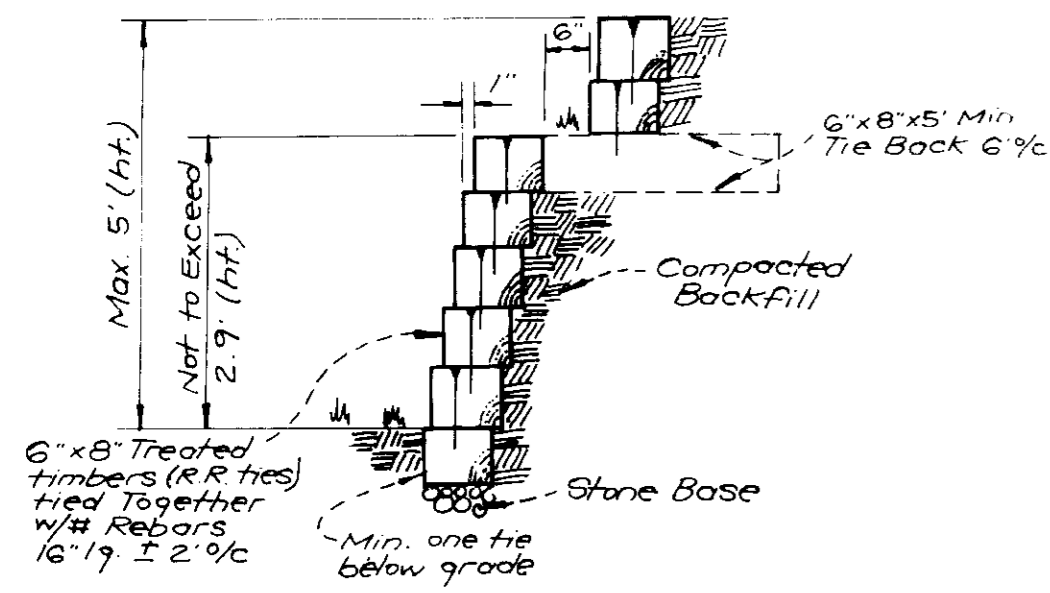 6"
1"
Max. 5' (ht.)
Not to Exceed
2.9' (ht.)
6"x8"x5' Min
Tie Back 6'o/c
Compacted
Backfill
6"x8" Treated
timbers (R.R. ties)
tied Together
w/# Rebars
16" lg. ± 2' o/c
Stone Base
Min. one tie
below grade